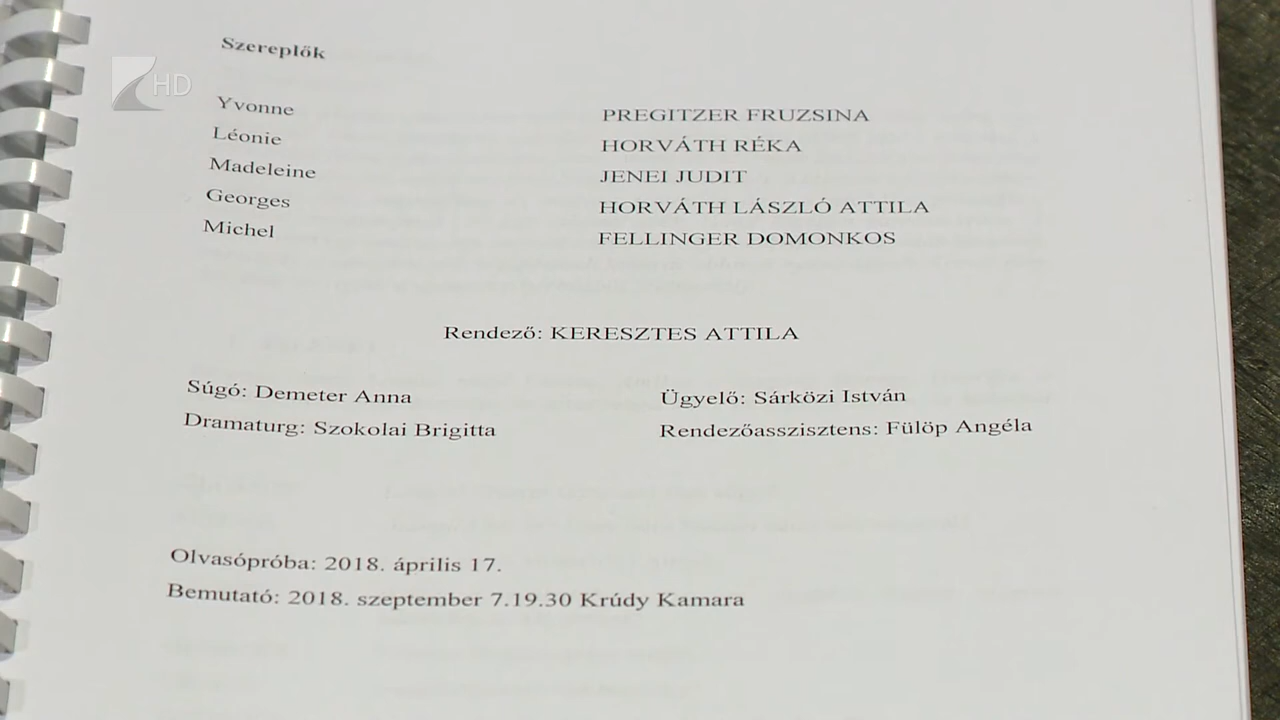 HD
Szereplők
Yvonne PREGITZER FRUZSINA
Léonie HORVÁTH RÉKA
Madeleine JENEI JUDIT
Georges HORVÁTH LÁSZLÓ ATTILA
Michel FELLINGER DOMONKOS
Rendező: KERESZTES ATTILA
Súgó: Demeter Anna Ügyelő: Sárközi István
Dramaturg: Szokolai Brigitta Rendezőasszisztens: Fülöp Angéla
Olvasópróba: 2018. április 17.
Bemutató: 2018. szeptember 7.19.30 Krúdy Kamara